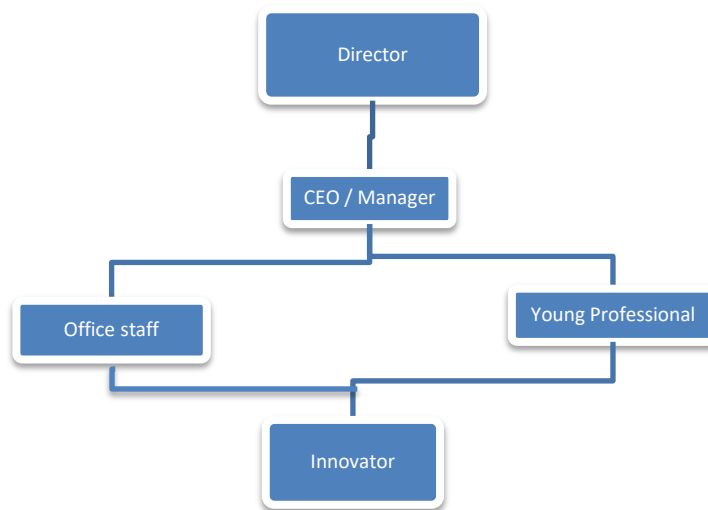 Director
CEO / Manager
Office staff
Young Professional
Innovator